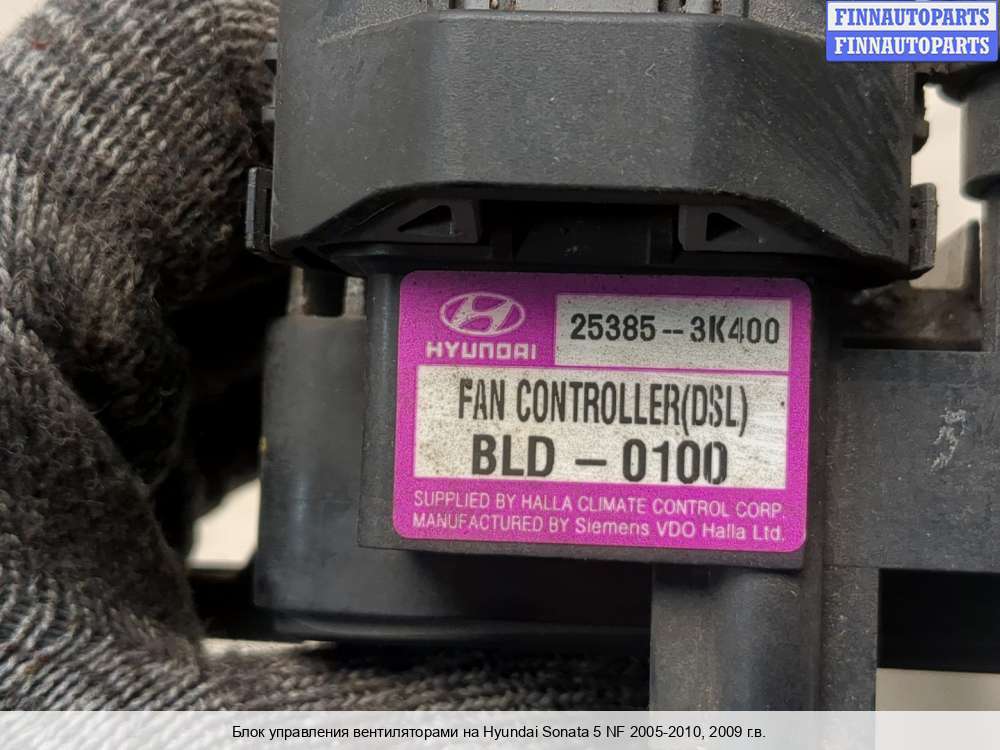 FINNAUTOPARTS
FINNAUTOPARTS
HYUNDAI
25385-3K400
FAN CONTROLLER(DSL)
BLD - 0100
SUPPLIED BY HALLA CLIMATE CONTROL CORP.
MANUFACTURED BY Siemens VDO Halla Ltd.
Блок управления вентиляторами на Hyundai Sonata 5 NF 2005-2010, 2009 г.в.